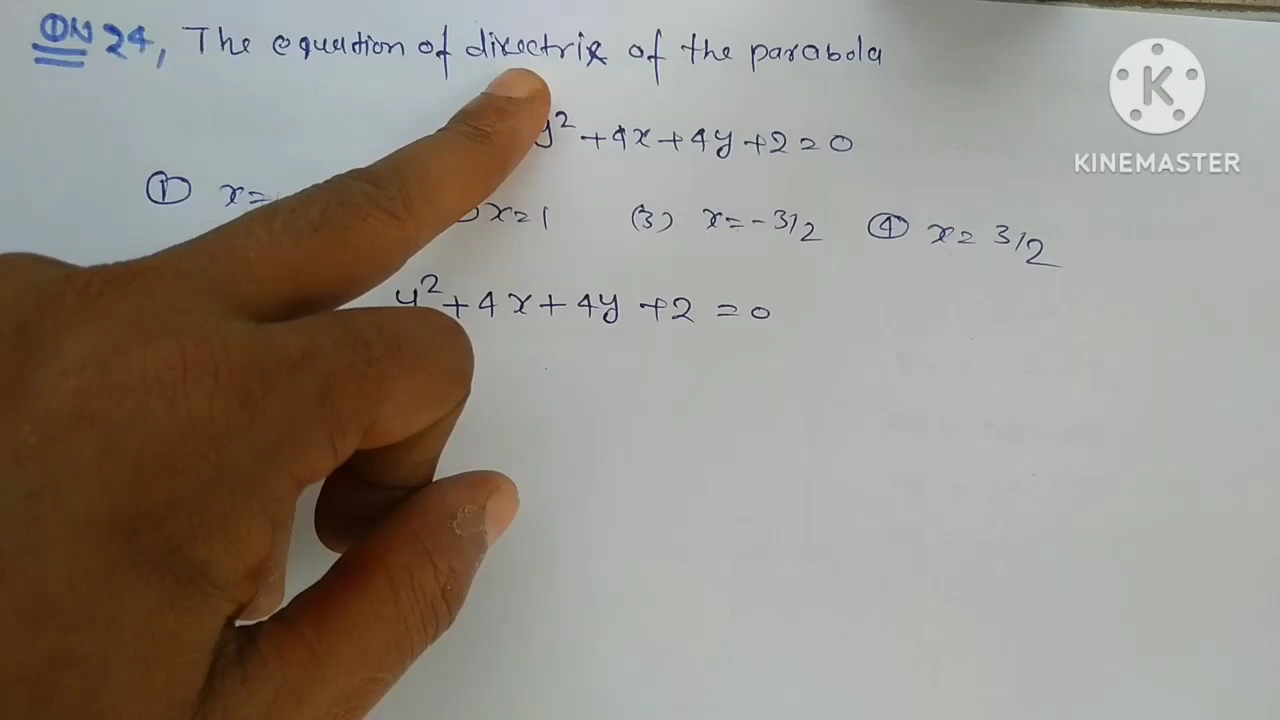 QN 24, The equation of directrix of the parabola
y² + 4x + 4y + 2 = 0
① x= x=1 (3) x = -3/2 ④ x = 3/2
y² + 4x + 4y + 2 = 0
K
KINEMASTER